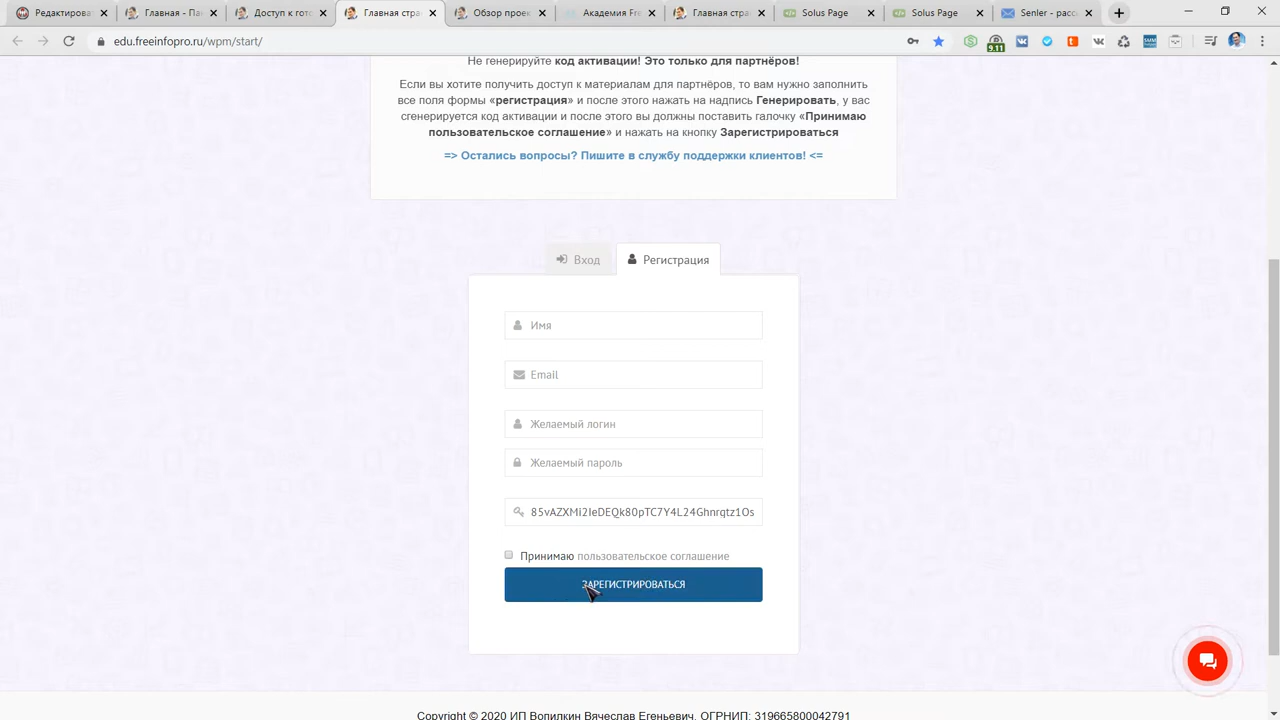 Редактироват
Главная - Пан
Доступ к гото
Главная стра
Обзор проек
Академия Fre
Главная стра
Solus Page
Solus Page
Senler - расс
edu.freeinfopro.ru/wpm/start/
9.11
Не генерируйте код активации! Это только для партнёров!
Если вы хотите получить доступ к материалам для партнёров, то вам нужно заполнить
все поля формы «регистрация» и после этого нажать на надпись Генерировать, у вас
сгенерируется код активации и после этого вы должны поставить галочку «Принимаю
пользовательское соглашение» и нажать на кнопку Зарегистрироваться
=> Остались вопросы? Пишите в службу поддержки клиентов! <=
Вход
Регистрация
Имя
Email
Желаемый логин
Желаемый пароль
85vAZXMi2IeDEQk80pTC7Y4L24Ghnrqtz1Os
Принимаю пользовательское соглашение
ЗАРЕГИСТРИРОВАТЬСЯ
Copyright © 2020 ИП Вопилкин Вячеслав Егеньевич. ОГРНИП: 319665800042791